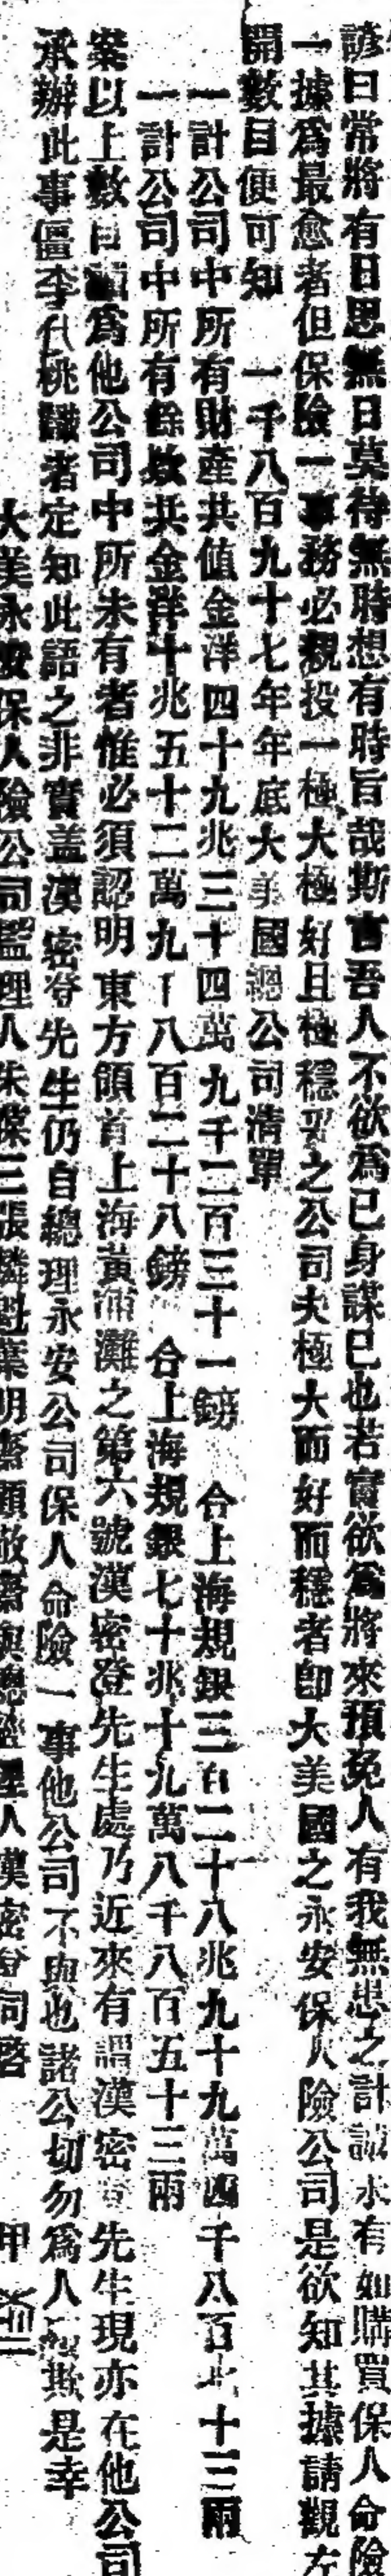 諺曰常將有日思無日莫待無時想有時旨哉斯言吾人不欲爲已身謀已也若實欲爲將來預免人有我無患之計誠未有如購買保人命險
一據爲最愈者但保險一事務必親投一極大極好且極穩妥之公司夫極大而好而穩者卽大美國之永安保人險公司是欲知其據請觀左
開數目便可知　一千八百九十七年年底大美國總公司淸單
一計公司中所有財產共値金洋四十九兆三十四萬九千二百三十一鎊　合上海規銀三百二十八兆九十九萬四千八百　十三兩
一計公司中所有餘欵共金洋十兆五十二萬九千八百二十八鎊　合上海規銀七十兆十九萬八千八百五十三兩
案以上數目　爲他公司中所未有者惟必須認明東方領首上海黃浦灘之第六號漢密登先生處乃近來有謂漢密登先生現亦在他公司
承辦此事僵李代桃識者定知此語之非實盖漢密登先生仍自總理永安公司保人命險一事他公司不與也諸公切勿爲人　欺是幸
大美永安保人險公司監理人朱葆三張麟魁葉明齋顧敬齋與總經理人漢密登同啓